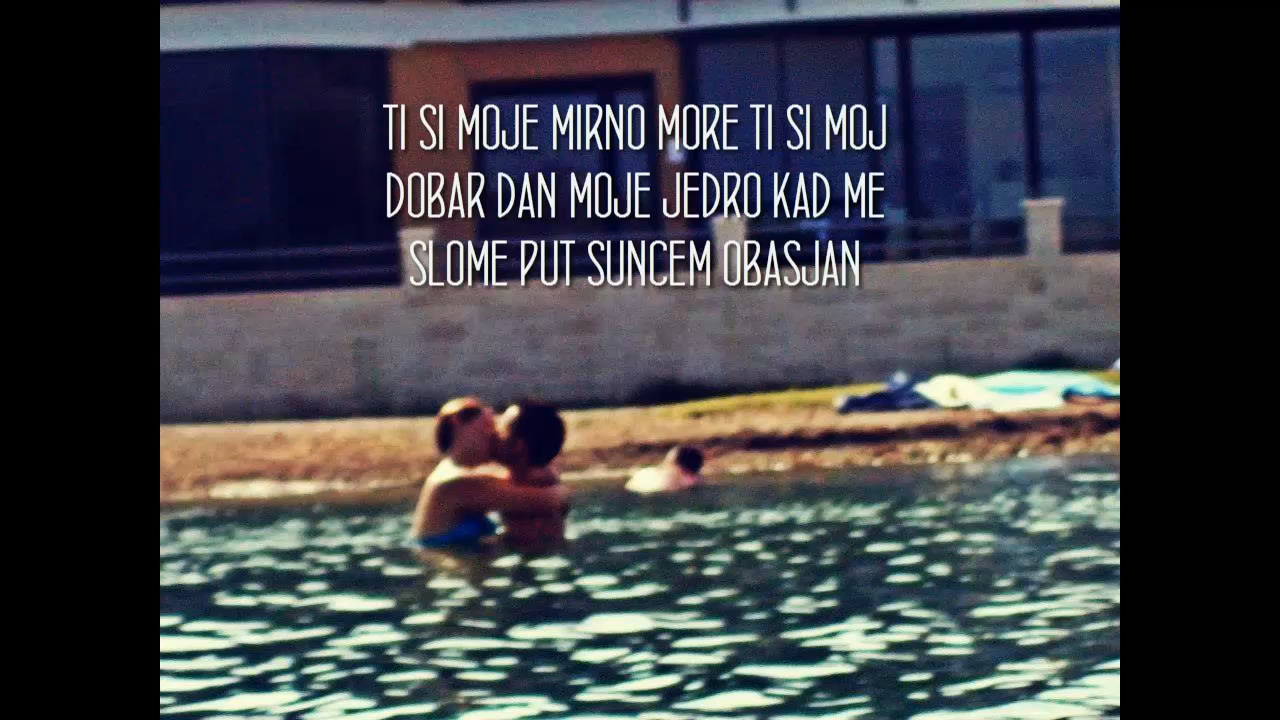 TI SI MOJE MIRNO MORE TI SI MOJ
DOBAR DAN MOJE JEDRO KAD ME
SLOME PUT SUNCEM OBASJAN